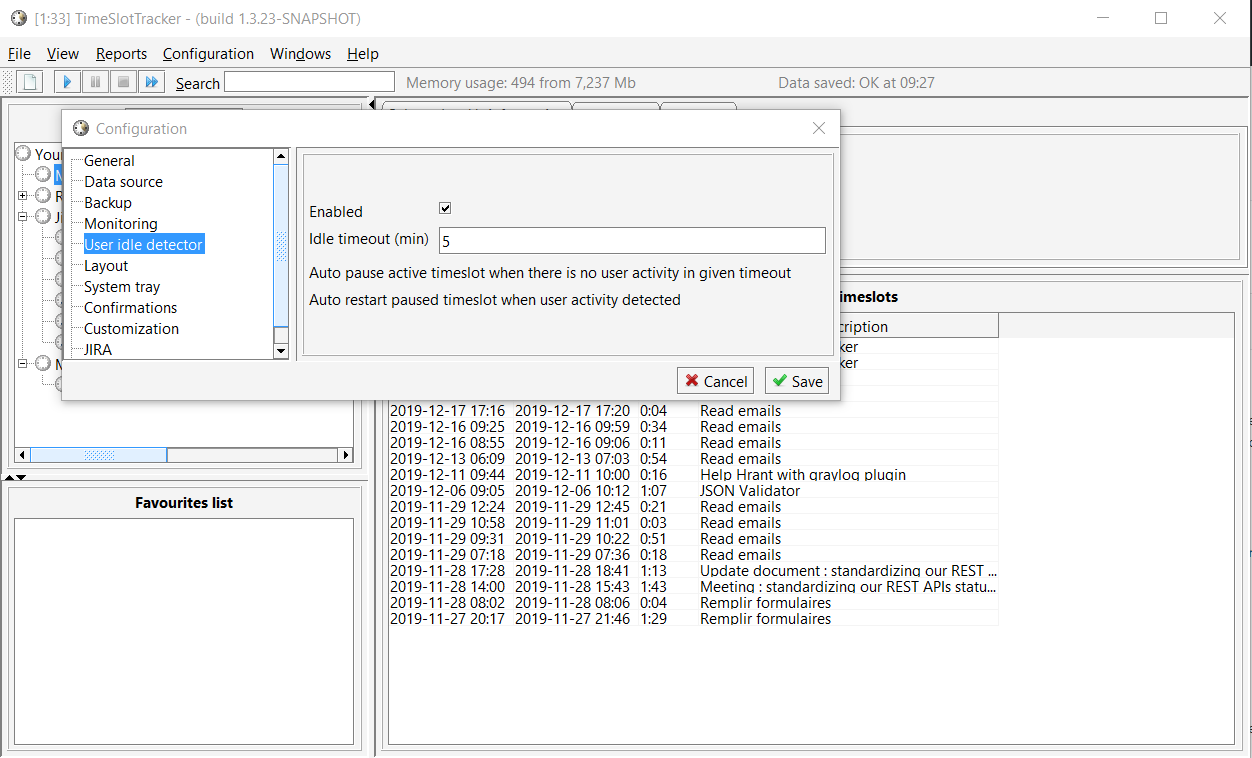 [1:33] TimeSlotTracker - (build 1.3.23-SNAPSHOT)
File View Reports Configuration Windows Help
Search Memory usage: 494 from 7,237 Mb Data saved: OK at 09:27
Configuration
General
Data source
Backup
Monitoring
User idle detector
Layout
System tray
Confirmations
Customization
JIRA
Enabled
Idle timeout (min) 5
Auto pause active timeslot when there is no user activity in given timeout
Auto restart paused timeslot when user activity detected
Cancel Save
2019-12-17 17:16 2019-12-17 17:20 0:04 Read emails
2019-12-16 09:25 2019-12-16 09:59 0:34 Read emails
2019-12-16 08:55 2019-12-16 09:06 0:11 Read emails
2019-12-13 06:09 2019-12-13 07:03 0:54 Read emails
2019-12-11 09:44 2019-12-11 10:00 0:16 Help Hrant with graylog plugin
2019-12-06 09:05 2019-12-06 10:12 1:07 JSON Validator
2019-11-29 12:24 2019-11-29 12:45 0:21 Read emails
2019-11-29 10:58 2019-11-29 11:01 0:03 Read emails
2019-11-29 09:31 2019-11-29 10:22 0:51 Read emails
2019-11-29 07:18 2019-11-29 07:36 0:18 Read emails
2019-11-28 17:28 2019-11-28 18:41 1:13 Update document : standardizing our REST ...
2019-11-28 14:00 2019-11-28 15:43 1:43 Meeting : standardizing our REST APIs statu...
2019-11-28 08:02 2019-11-28 08:06 0:04 Remplir formulaires
2019-11-27 20:17 2019-11-27 21:46 1:29 Remplir formulaires
Favourites list